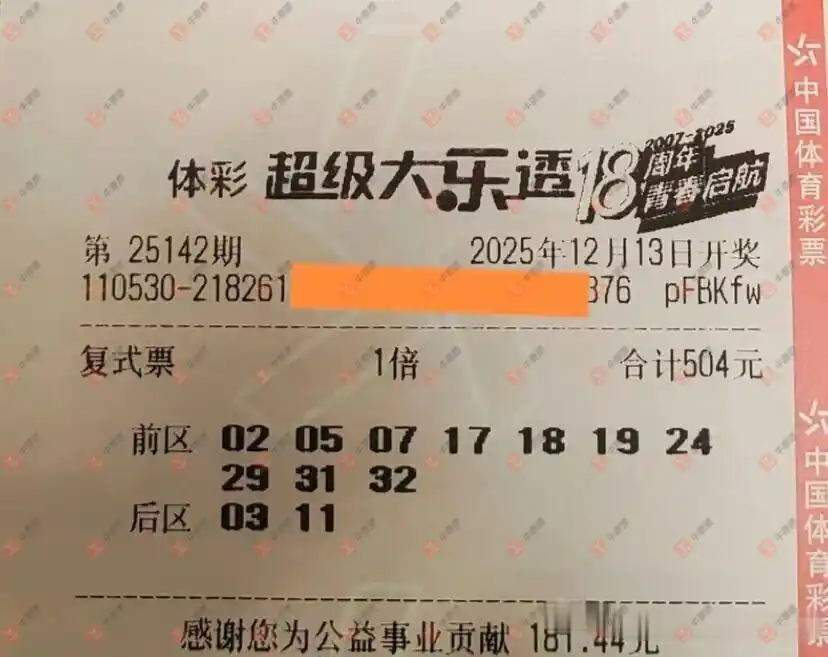 体彩 超级大乐透 18周年 2007-2025 青春启航
第 25142期 2025年12月13日开奖
110530-218261 376 pFBKfw
复式票 1倍 合计504元
前区 02 05 07 17 18 19 24
29 31 32
后区 03 11
感谢您为公益事业贡献 181.44元
中国体育彩票
中国体育彩票